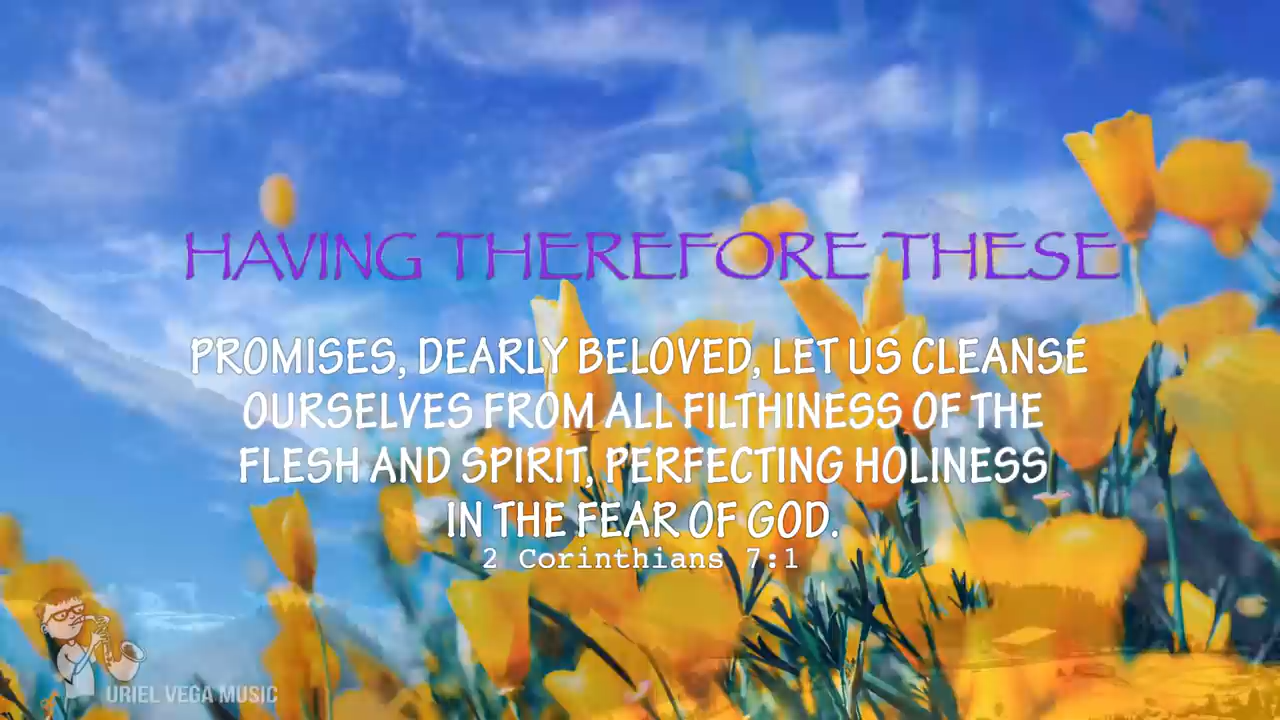 HAVING THEREFORE THESE
PROMISES, DEARLY BELOVED, LET US CLEANSE
OURSELVES FROM ALL FILTHINESS OF THE
FLESH AND SPIRIT, PERFECTING HOLINESS
IN THE FEAR OF GOD.
2 Corinthians 7:1
URIEL VEGA MUSIC